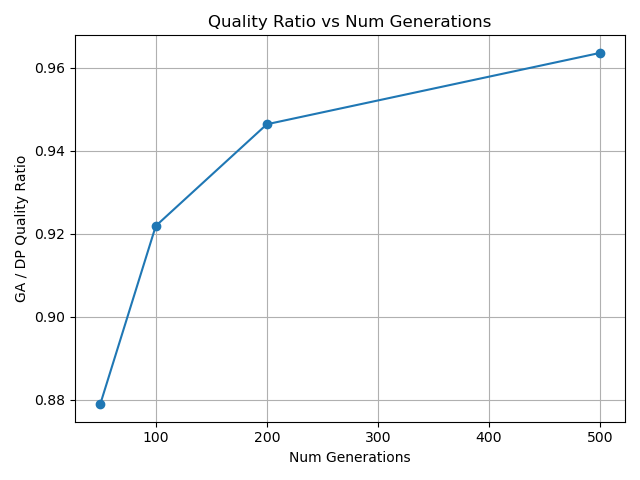 Quality Ratio vs Num Generations
GA / DP Quality Ratio
0.96
0.94
0.92
0.90
0.88
100 200 300 400 500
Num Generations